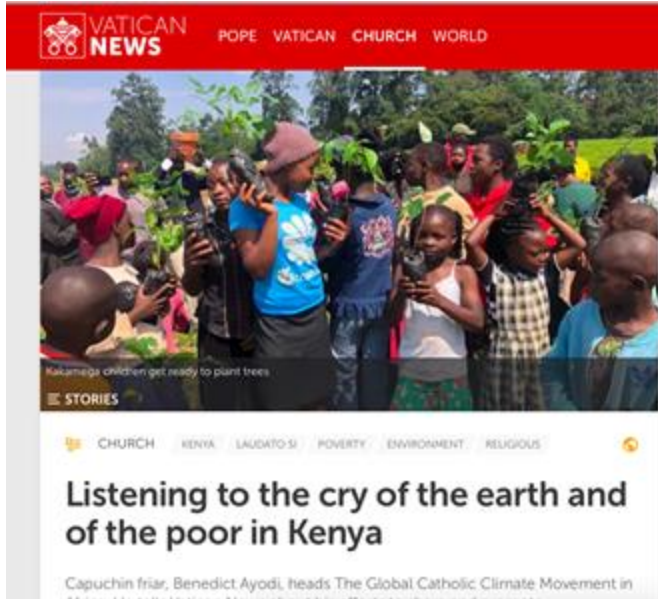 VATICAN
NEWS
POPE VATICAN CHURCH WORLD
Kakamega children get ready to plant trees
STORIES
CHURCH KENYA LAUDATO SI POVERTY ENVIRONMENT RELIGIOUS
Listening to the cry of the earth and
of the poor in Kenya
Capuchin friar, Benedict Ayodi, heads The Global Catholic Climate Movement in